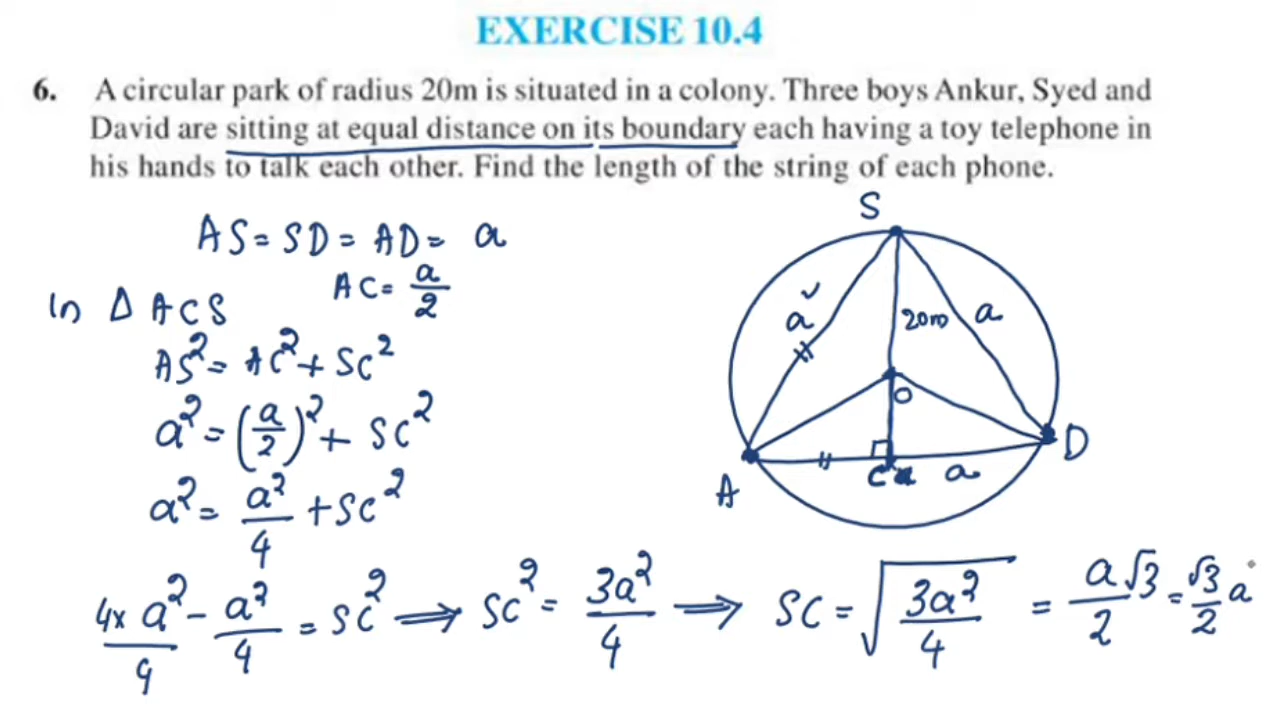 EXERCISE 10.4
6. A circular park of radius 20m is situated in a colony. Three boys Ankur, Syed and
David are sitting at equal distance on its boundary each having a toy telephone in
his hands to talk each other. Find the length of the string of each phone.
S
AS = SD = AD = a
AC = a/2
In Δ ACS
a
20m
a
AS² = AC² + SC²
O
a² = (a/2)² + SC²
D
A
C
a
a² = a²/4 + SC²
4× a²/4 - a²/4 = SC² ⟹ SC² = 3a²/4 ⟹ SC = √(3a²/4) = a√3/2 = √3/2 a